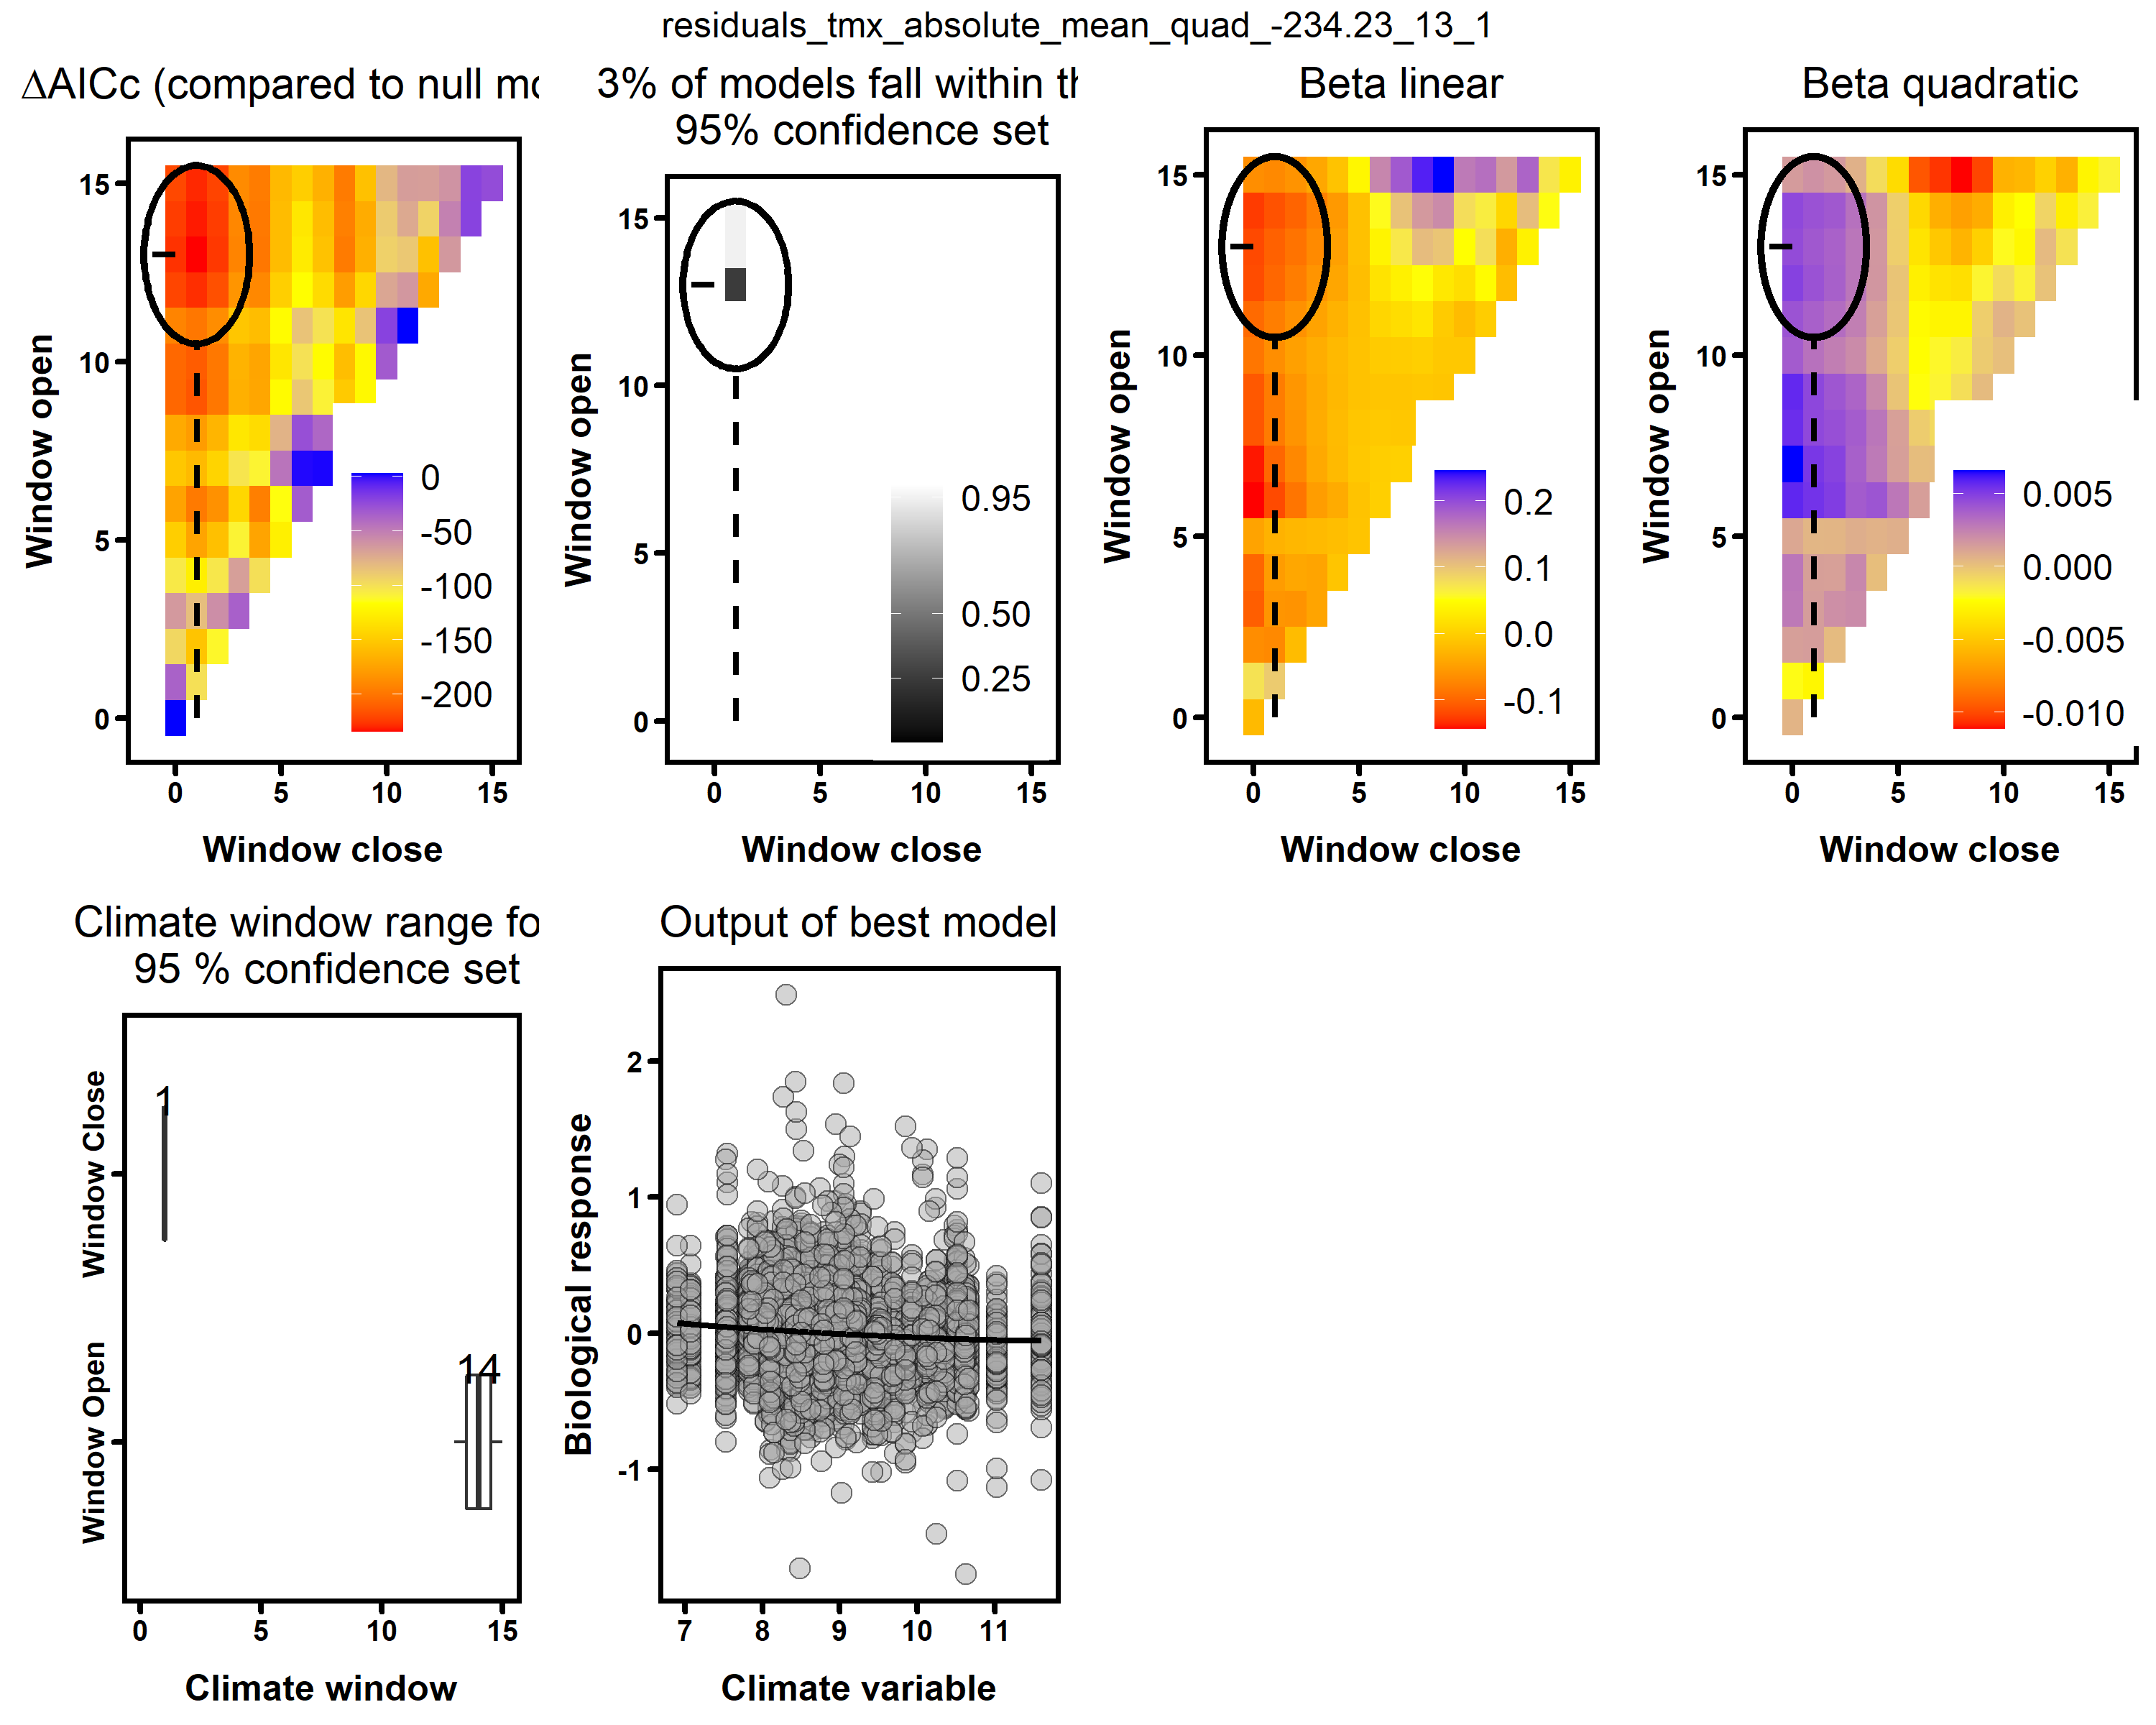 residuals_tmx_absolute_mean_quad_-234.23_13_1
ΔAICc (compared to null mo
15
10
5
0
0
-50
-100
-150
-200
0 5 10 15
Window open
Window close
3% of models fall within th
95% confidence set
15
10
5
0
0.95
0.50
0.25
0 5 10 15
Window open
Window close
Beta linear
15
10
5
0
0.2
0.1
0.0
-0.1
0 5 10 15
Window open
Window close
Beta quadratic
15
10
5
0
0.005
0.000
-0.005
-0.010
0 5 10 15
Window open
Window close
Climate window range fo
95 % confidence set
Window Close
Window Open
1
14
0 5 10 15
Climate window
Output of best model
2
1
0
-1
7 8 9 10 11
Biological response
Climate variable